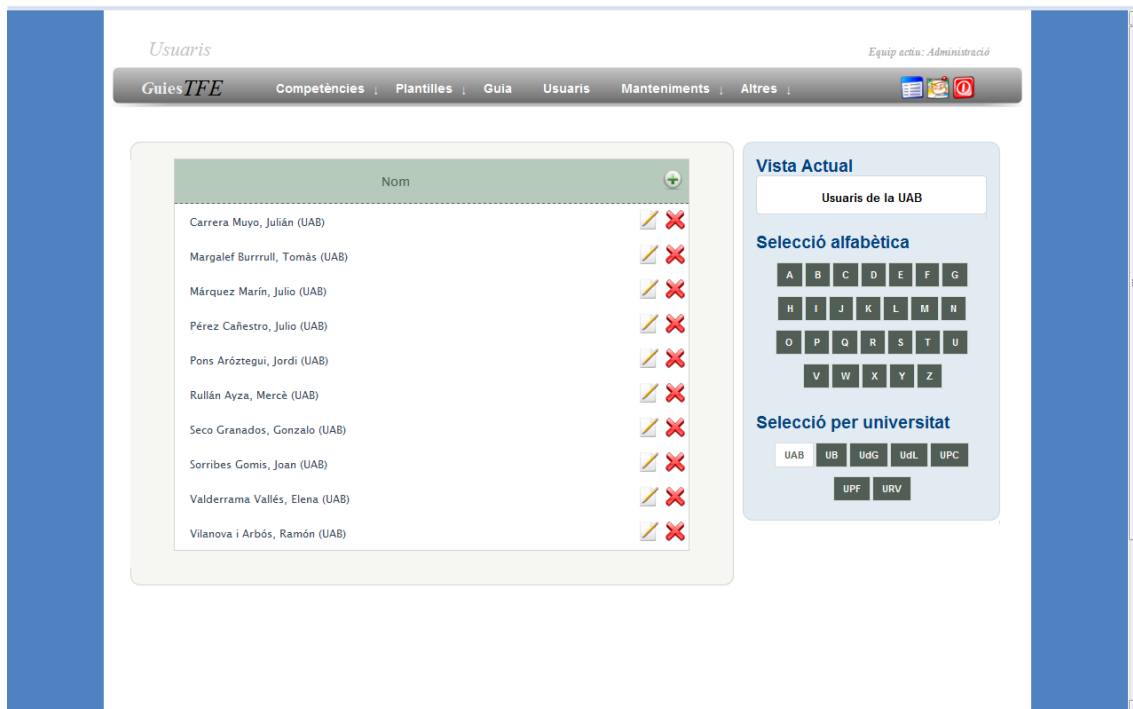 Usuaris
Equip actiu: Administració
GuiesTFE Competències ↓ Plantilles ↓ Guia Usuaris Manteniments ↓ Altres ↓
Nom
Carrera Muyo, Julián (UAB)
Margalef Burrrull, Tomàs (UAB)
Márquez Marín, Julio (UAB)
Pérez Cañestro, Julio (UAB)
Pons Aróztegui, Jordi (UAB)
Rullán Ayza, Mercè (UAB)
Seco Granados, Gonzalo (UAB)
Sorribes Gomis, Joan (UAB)
Valderrama Vallés, Elena (UAB)
Vilanova i Arbós, Ramón (UAB)
Vista Actual
Usuaris de la UAB
Selecció alfabètica
A B C D E F G
H I J K L M N
O P Q R S T U
V W X Y Z
Selecció per universitat
UAB UB UdG UdL UPC
UPF URV